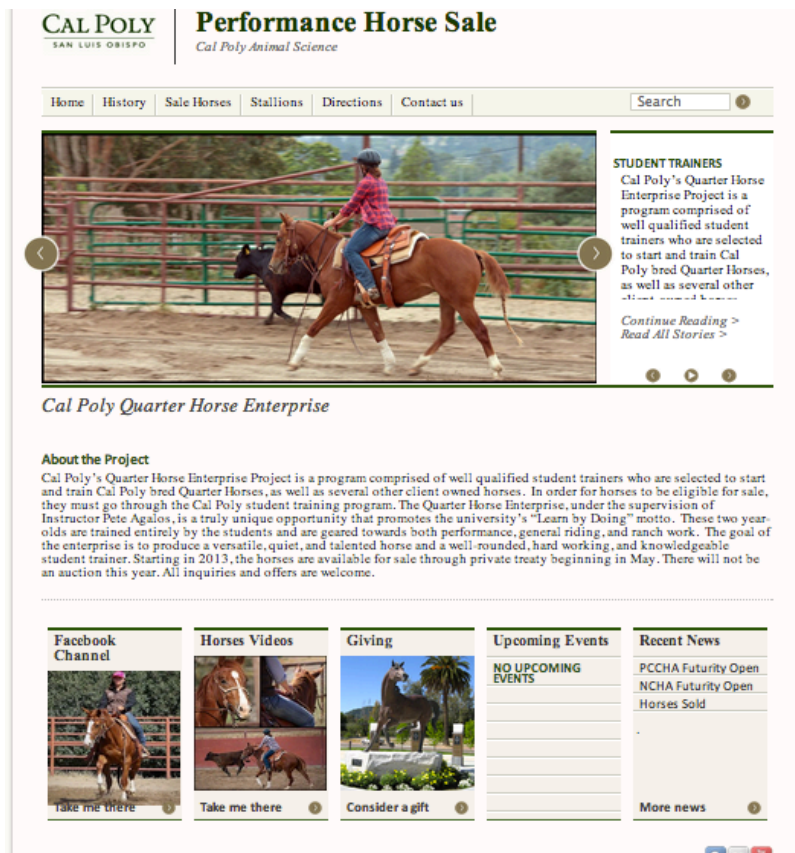 CAL POLY
SAN LUIS OBISPO
Performance Horse Sale
Cal Poly Animal Science
Home History Sale Horses Stallions Directions Contact us Search
STUDENT TRAINERS
Cal Poly's Quarter Horse
Enterprise Project is a
program comprised of
well qualified student
trainers who are selected
to start and train Cal
Poly bred Quarter Horses,
as well as several other
client owned horses.
Continue Reading >
Read All Stories >
Cal Poly Quarter Horse Enterprise
About the Project
Cal Poly's Quarter Horse Enterprise Project is a program comprised of well qualified student trainers who are selected to start
and train Cal Poly bred Quarter Horses, as well as several other client owned horses. In order for horses to be eligible for sale,
they must go through the Cal Poly student training program. The Quarter Horse Enterprise, under the supervision of
Instructor Pete Agalos, is a truly unique opportunity that promotes the university's "Learn by Doing" motto. These two year-
olds are trained entirely by the students and are geared towards both performance, general riding, and ranch work. The goal of
the enterprise is to produce a versatile, quiet, and talented horse and a well-rounded, hard working, and knowledgeable
student trainer. Starting in 2013, the horses are available for sale through private treaty beginning in May. There will not be
an auction this year. All inquiries and offers are welcome.
Facebook
Channel
Take me there
Horses Videos
Take me there
Giving
Consider a gift
Upcoming Events
NO UPCOMING
EVENTS
Recent News
PCCHA Futurity Open
NCHA Futurity Open
Horses Sold
.
More news